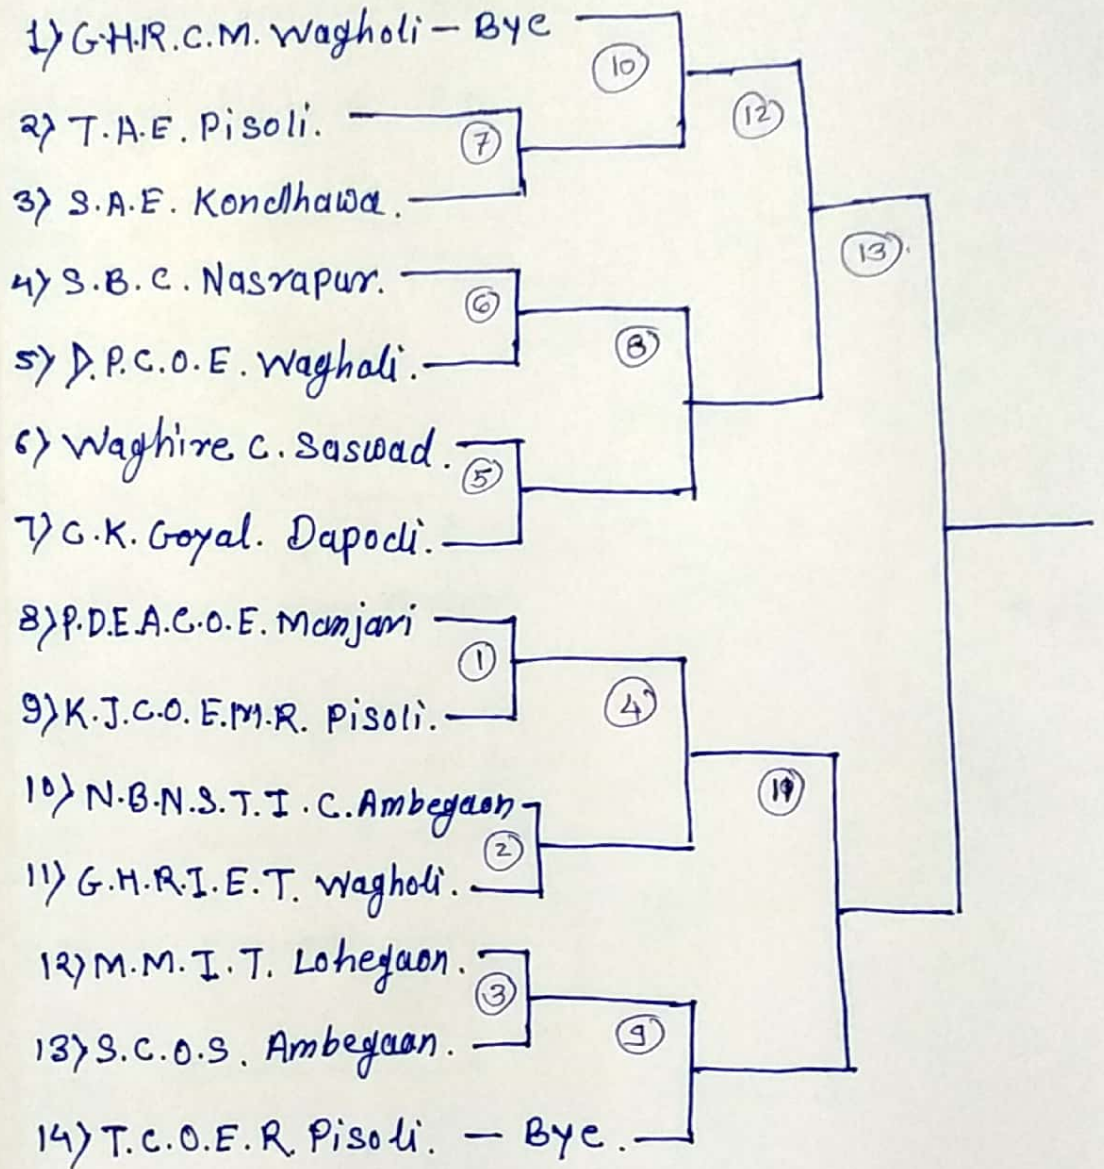 1) G.H.R.C.M. Wagholi - Bye
10
12
2) T.A.E. Pisoli.
7
3) S.A.E. Kondhawa.
13
4) S.B.C. Nasrapur.
6
5) D.P.C.O.E. Wagholi.
8
6) Waghire C. Saswad.
5
7) C.K. Goyal. Dapodi.
8) P.D.E.A.C.O.E. Manjari
1
4
9) K.J.C.O.E.M.R. Pisoli.
10) N.B.N.S.T.I.C. Ambegaon
11
2
11) G.H.R.I.E.T. Wagholi.
12) M.M.I.T. Lohegaon.
3
9
13) S.C.O.S. Ambegaon.
14) T.C.O.E.R. Pisoli. - Bye.